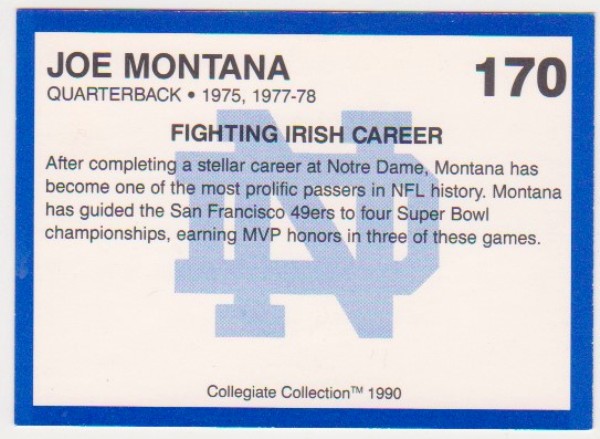 JOE MONTANA
170
QUARTERBACK • 1975, 1977-78
FIGHTING IRISH CAREER
After completing a stellar career at Notre Dame, Montana has
become one of the most prolific passers in NFL history. Montana
has guided the San Francisco 49ers to four Super Bowl
championships, earning MVP honors in three of these games.
Collegiate Collection™ 1990